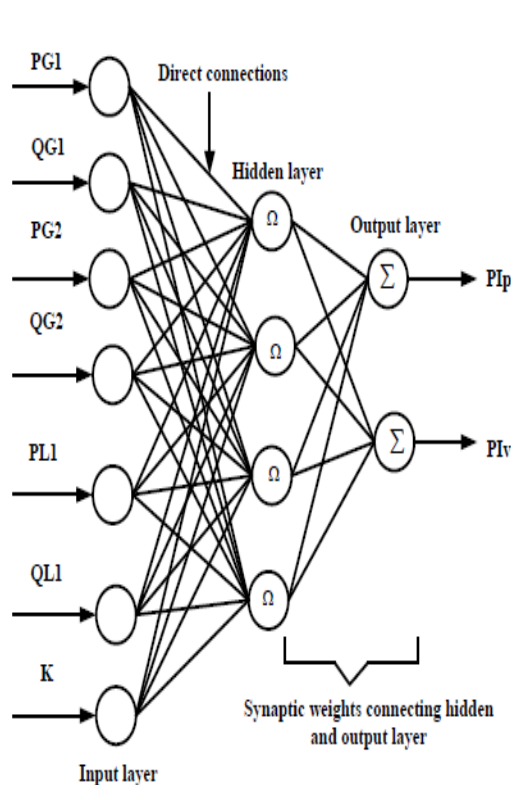 PG1
Direct connections
QG1
Hidden layer
Ω
PG2
Output layer
Σ
PIp
QG2
Ω
PL1
Σ
PIv
Ω
QL1
Ω
K
Synaptic weights connecting hidden
and output layer
Input layer